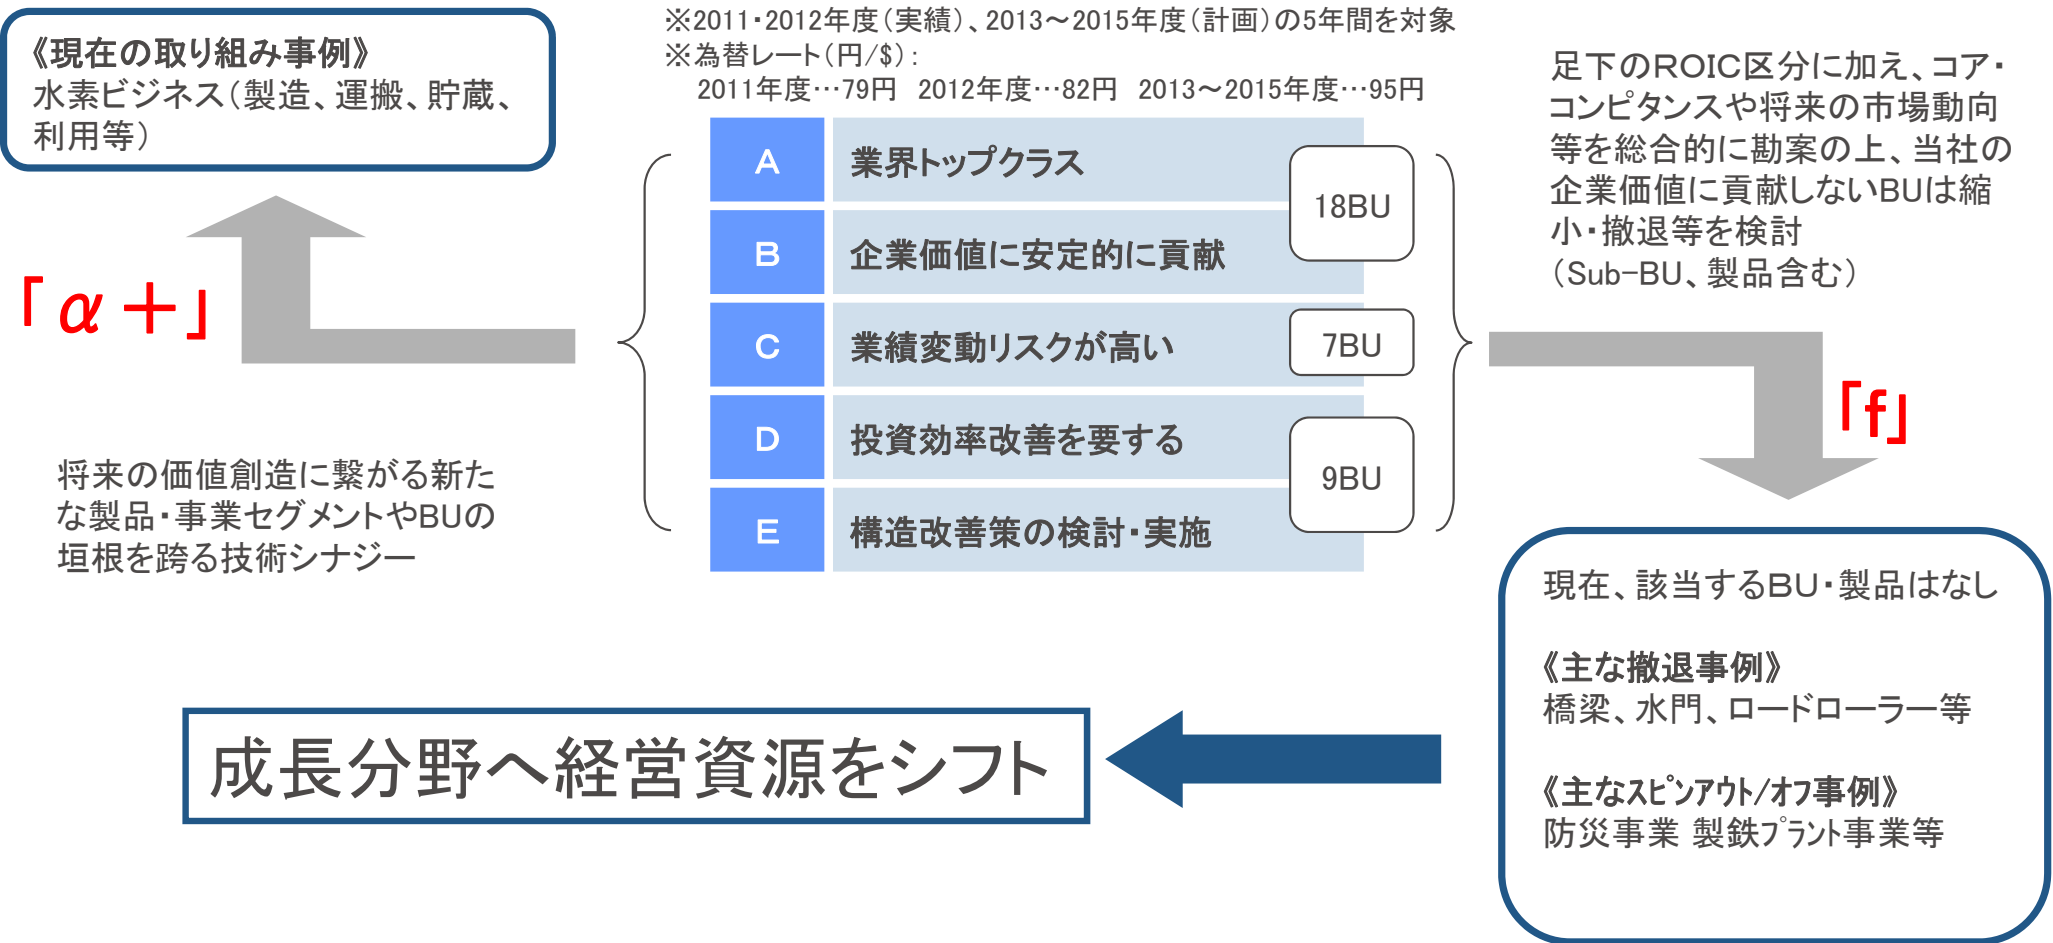 《現在の取り組み事例》
水素ビジネス（製造、運搬、貯蔵、
利用等）
※2011・2012年度（実績）、2013～2015年度（計画）の5年間を対象
※為替レート（円/$）：
2011年度…79円 2012年度…82円 2013～2015年度…95円
足下のROIC区分に加え、コア・
コンピタンスや将来の市場動向
等を総合的に勘案の上、当社の
企業価値に貢献しないBUは縮
小・撤退等を検討
（Sub-BU、製品含む）
「α＋」
A 業界トップクラス
18BU
B 企業価値に安定的に貢献
C 業績変動リスクが高い 7BU
D 投資効率改善を要する
9BU
E 構造改善策の検討・実施
「f」
将来の価値創造に繋がる新た
な製品・事業セグメントやBUの
垣根を跨る技術シナジー
現在、該当するBU・製品はなし
《主な撤退事例》
橋梁、水門、ロードローラー等
《主なｽﾋﾟﾝｱｳﾄ/ｵﾌ事例》
防災事業 製鉄ﾌﾟﾗﾝﾄ事業等
成長分野へ経営資源をシフト